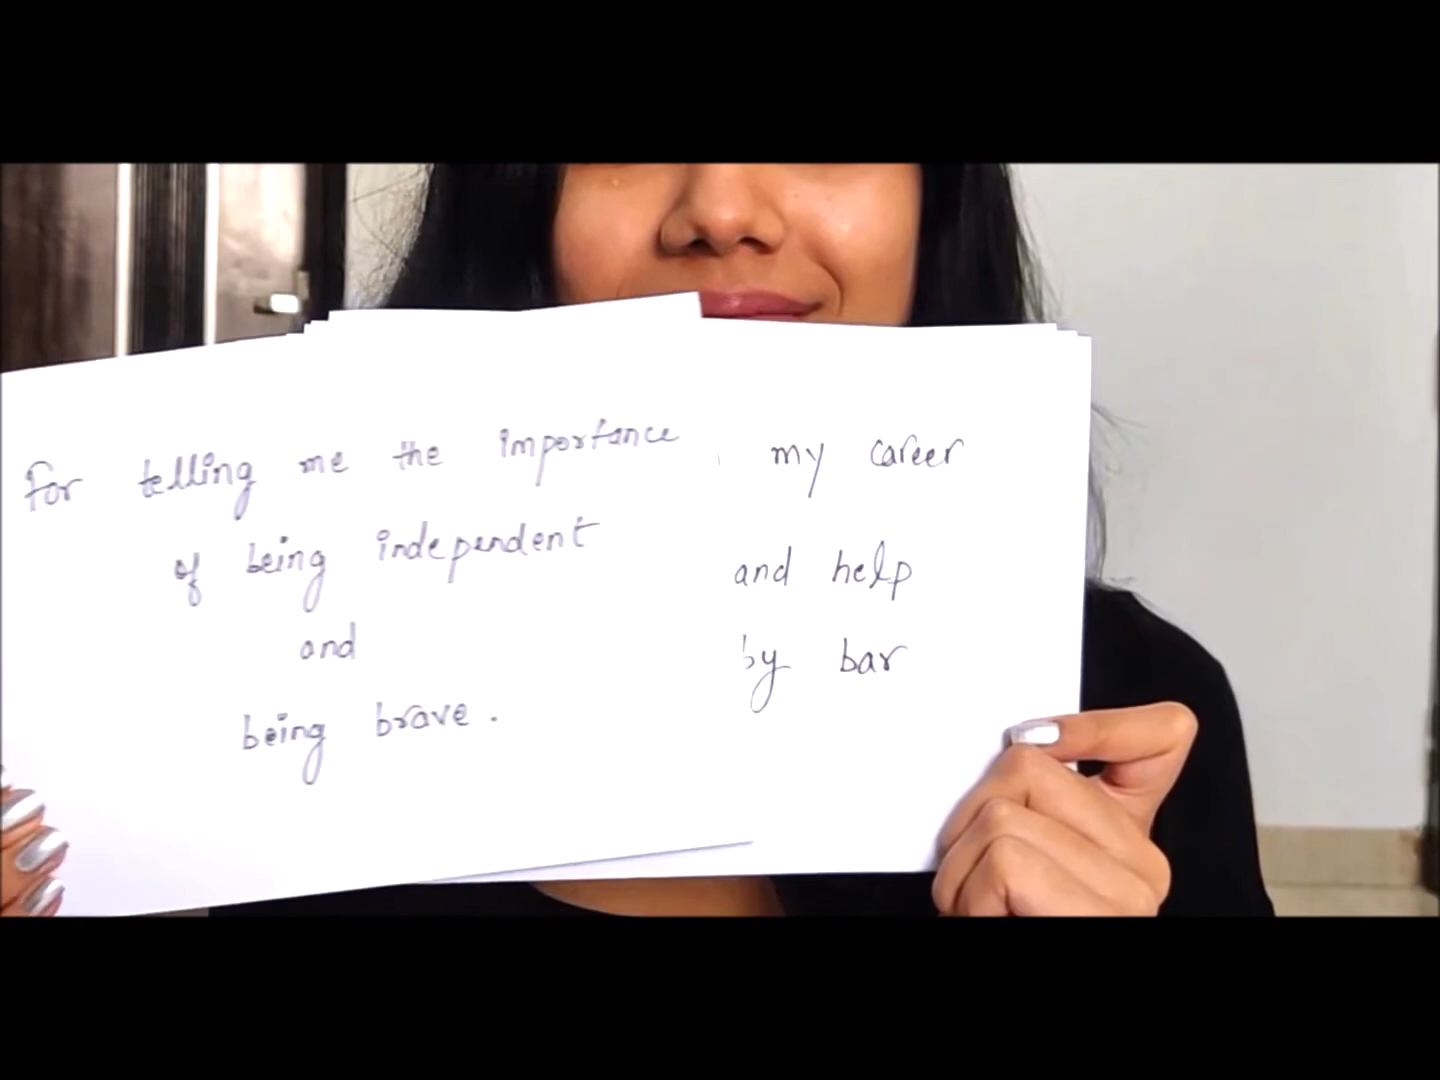 For telling me the importance
of being independent
and
being brave.
my career
and help
by bar